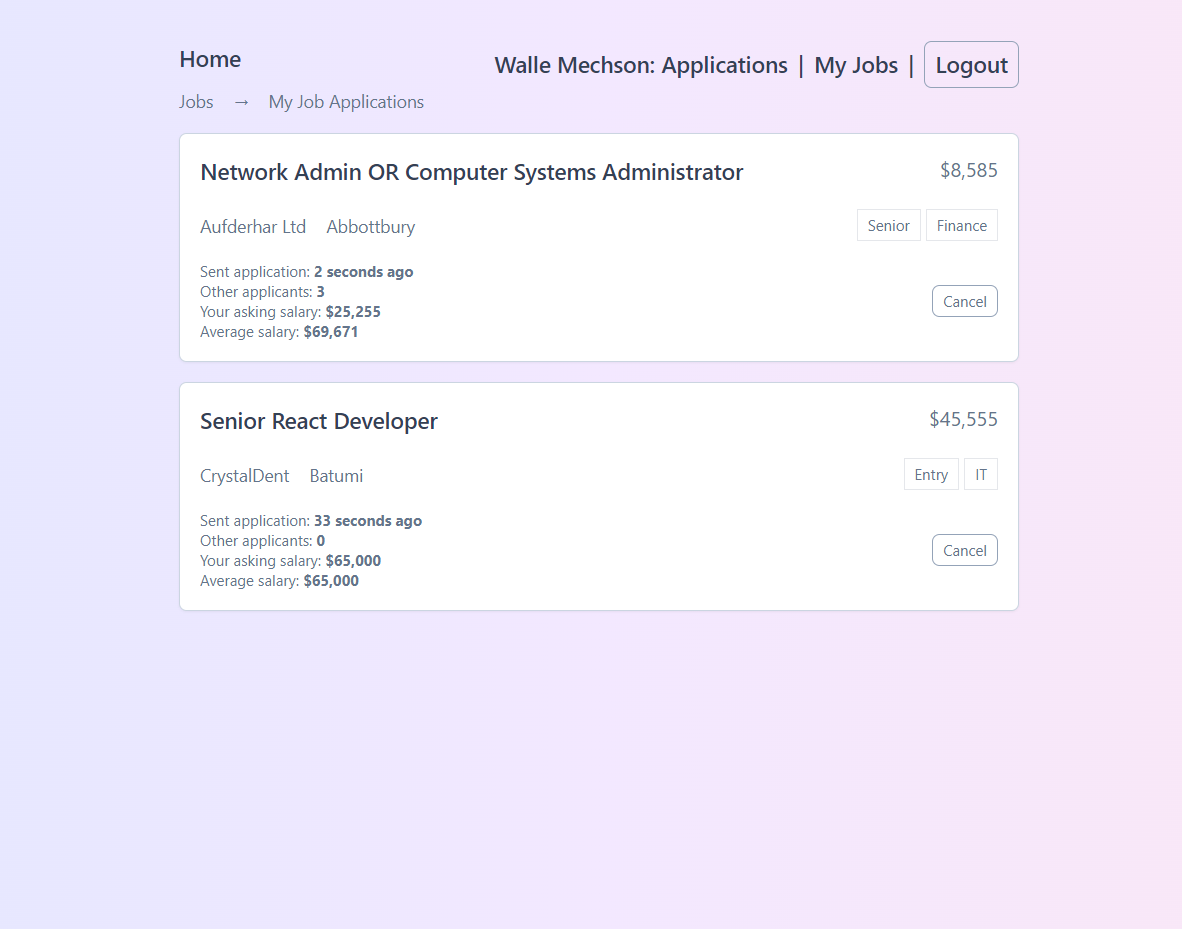 Home
Walle Mechson: Applications | My Jobs | Logout
Jobs → My Job Applications
Network Admin OR Computer Systems Administrator $8,585
Aufderhar Ltd Abbottbury Senior Finance
Sent application: 2 seconds ago
Other applicants: 3
Your asking salary: $25,255
Average salary: $69,671
Cancel
Senior React Developer $45,555
CrystalDent Batumi Entry IT
Sent application: 33 seconds ago
Other applicants: 0
Your asking salary: $65,000
Average salary: $65,000
Cancel